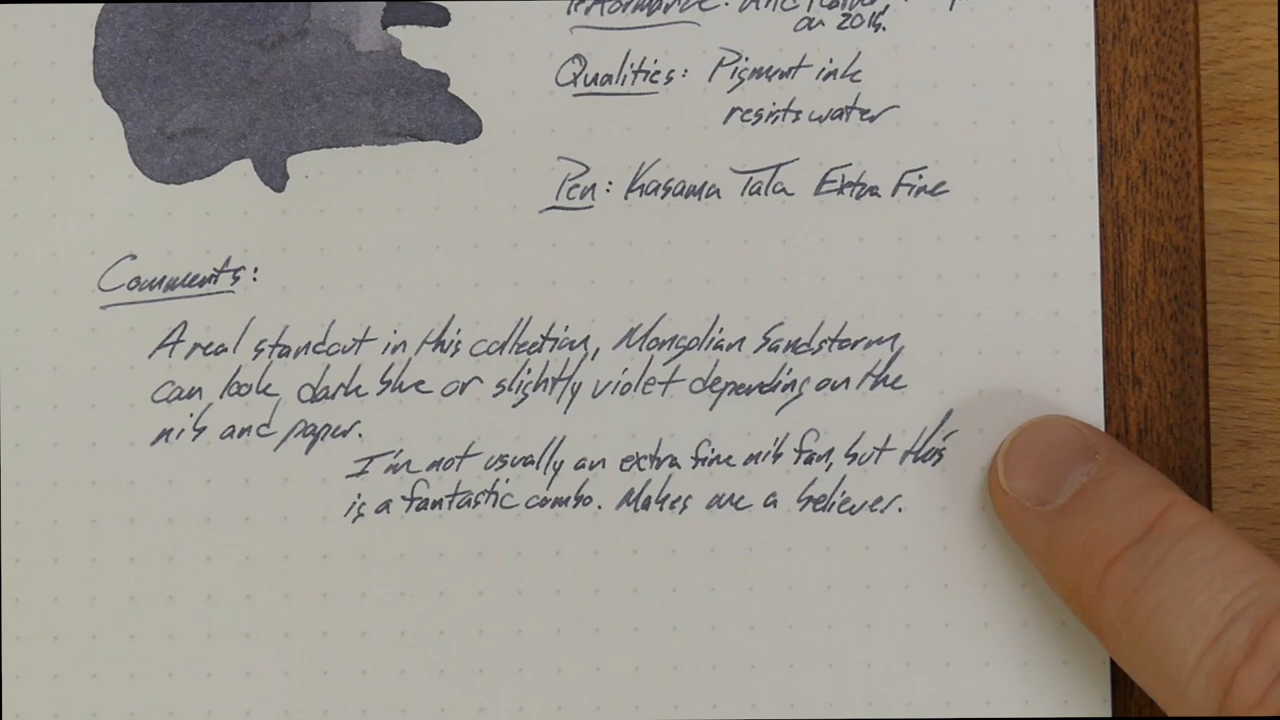 Performance:
on 2016.
Qualities: Pigment ink
resists water
Pen: Kasama Tala Extra Fine
Comments:
A real standout in this collection, Mongolian Sandstorm,
can look dark blue or slightly violet depending on the
nib and paper.
I'm not usually an extra fine nib fan, but this
is a fantastic combo. Makes me a believer.